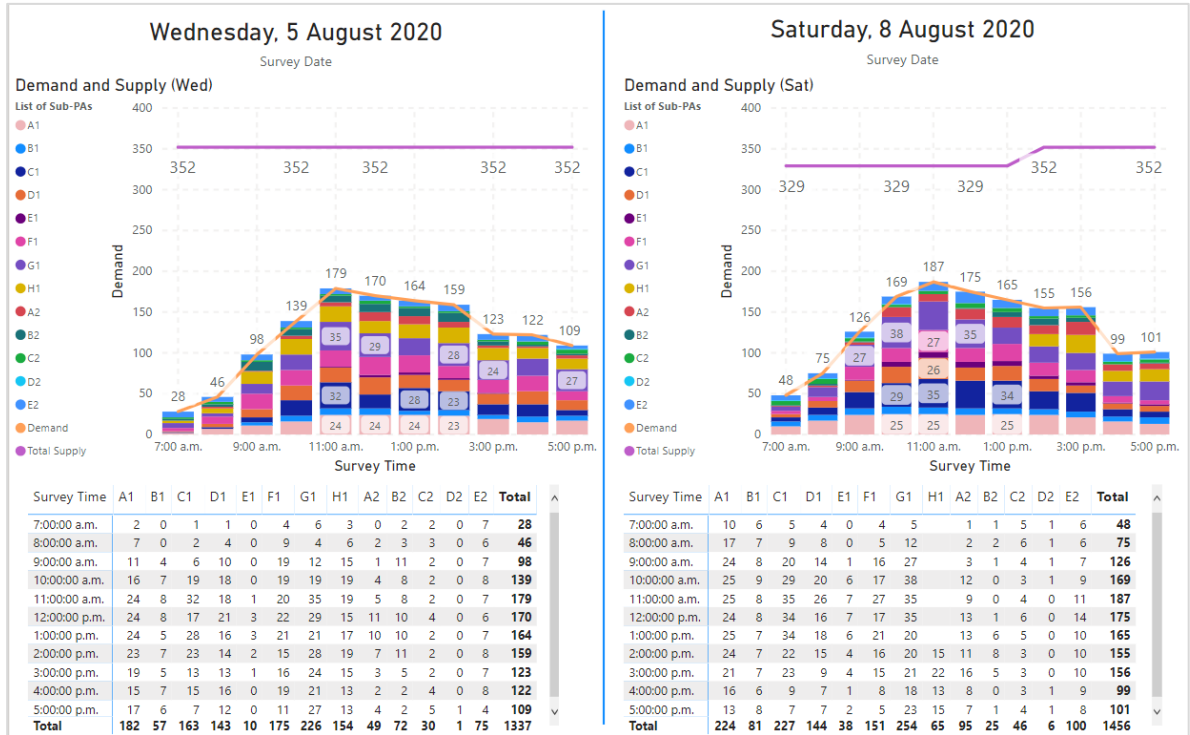 Wednesday, 5 August 2020
Survey Date
Demand and Supply (Wed)
List of Sub-PAs
A1
B1
C1
D1
E1
F1
G1
H1
A2
B2
C2
D2
E2
Demand
Total Supply
Demand
400
350
300
250
200
150
100
50
0
352 352 352 352 352
28 46 98 139 179 170 164 159 123 122 109
35 29 28 24 27
32 28 23
24 24 24 23
7:00 a.m. 9:00 a.m. 11:00 a.m. 1:00 p.m. 3:00 p.m. 5:00 p.m.
Survey Time
Survey Time A1 B1 C1 D1 E1 F1 G1 H1 A2 B2 C2 D2 E2 Total
7:00:00 a.m. 2 0 1 1 0 4 6 3 0 2 2 0 7 28
8:00:00 a.m. 7 0 2 4 0 9 4 6 2 3 3 0 6 46
9:00:00 a.m. 11 4 6 10 0 19 12 15 1 11 2 0 7 98
10:00:00 a.m. 16 7 19 18 0 19 19 19 4 8 2 0 8 139
11:00:00 a.m. 24 8 32 18 1 20 35 19 5 8 2 0 7 179
12:00:00 p.m. 24 8 17 21 3 22 29 15 11 10 4 0 6 170
1:00:00 p.m. 24 5 28 16 3 21 21 17 10 10 2 0 7 164
2:00:00 p.m. 23 7 23 14 2 15 28 19 7 11 2 0 8 159
3:00:00 p.m. 19 5 13 13 1 16 24 15 3 5 2 0 7 123
4:00:00 p.m. 15 7 15 16 0 19 21 13 2 2 4 0 8 122
5:00:00 p.m. 17 6 7 12 0 11 27 13 4 2 5 1 4 109
Total 182 57 163 143 10 175 226 154 49 72 30 1 75 1337
Saturday, 8 August 2020
Survey Date
Demand and Supply (Sat)
List of Sub-PAs
A1
B1
C1
D1
E1
F1
G1
H1
A2
B2
C2
D2
E2
Demand
Total Supply
Demand
400
350
300
250
200
150
100
50
0
329 329 329 352 352
48 75 126 169 187 175 165 155 156 99 101
27 38 27 35
26
29 35 34
25 25 25
7:00 a.m. 9:00 a.m. 11:00 a.m. 1:00 p.m. 3:00 p.m. 5:00 p.m.
Survey Time
Survey Time A1 B1 C1 D1 E1 F1 G1 H1 A2 B2 C2 D2 E2 Total
7:00:00 a.m. 10 6 5 4 0 4 5 1 1 5 1 6 48
8:00:00 a.m. 17 7 9 8 0 5 12 2 2 6 1 6 75
9:00:00 a.m. 24 8 20 14 1 16 27 3 1 4 1 7 126
10:00:00 a.m. 25 9 29 20 6 17 38 12 0 3 1 9 169
11:00:00 a.m. 25 8 35 26 7 27 35 9 0 4 0 11 187
12:00:00 p.m. 24 8 34 16 7 17 35 13 1 6 0 14 175
1:00:00 p.m. 25 7 34 18 6 21 20 13 6 5 0 10 165
2:00:00 p.m. 24 7 22 15 4 16 20 15 11 8 3 0 10 155
3:00:00 p.m. 21 7 23 9 4 15 21 22 16 5 3 0 10 156
4:00:00 p.m. 16 6 9 7 1 8 18 13 8 0 3 1 9 99
5:00:00 p.m. 13 8 7 7 2 5 23 15 7 1 4 1 8 101
Total 224 81 227 144 38 151 254 65 95 25 46 6 100 1456